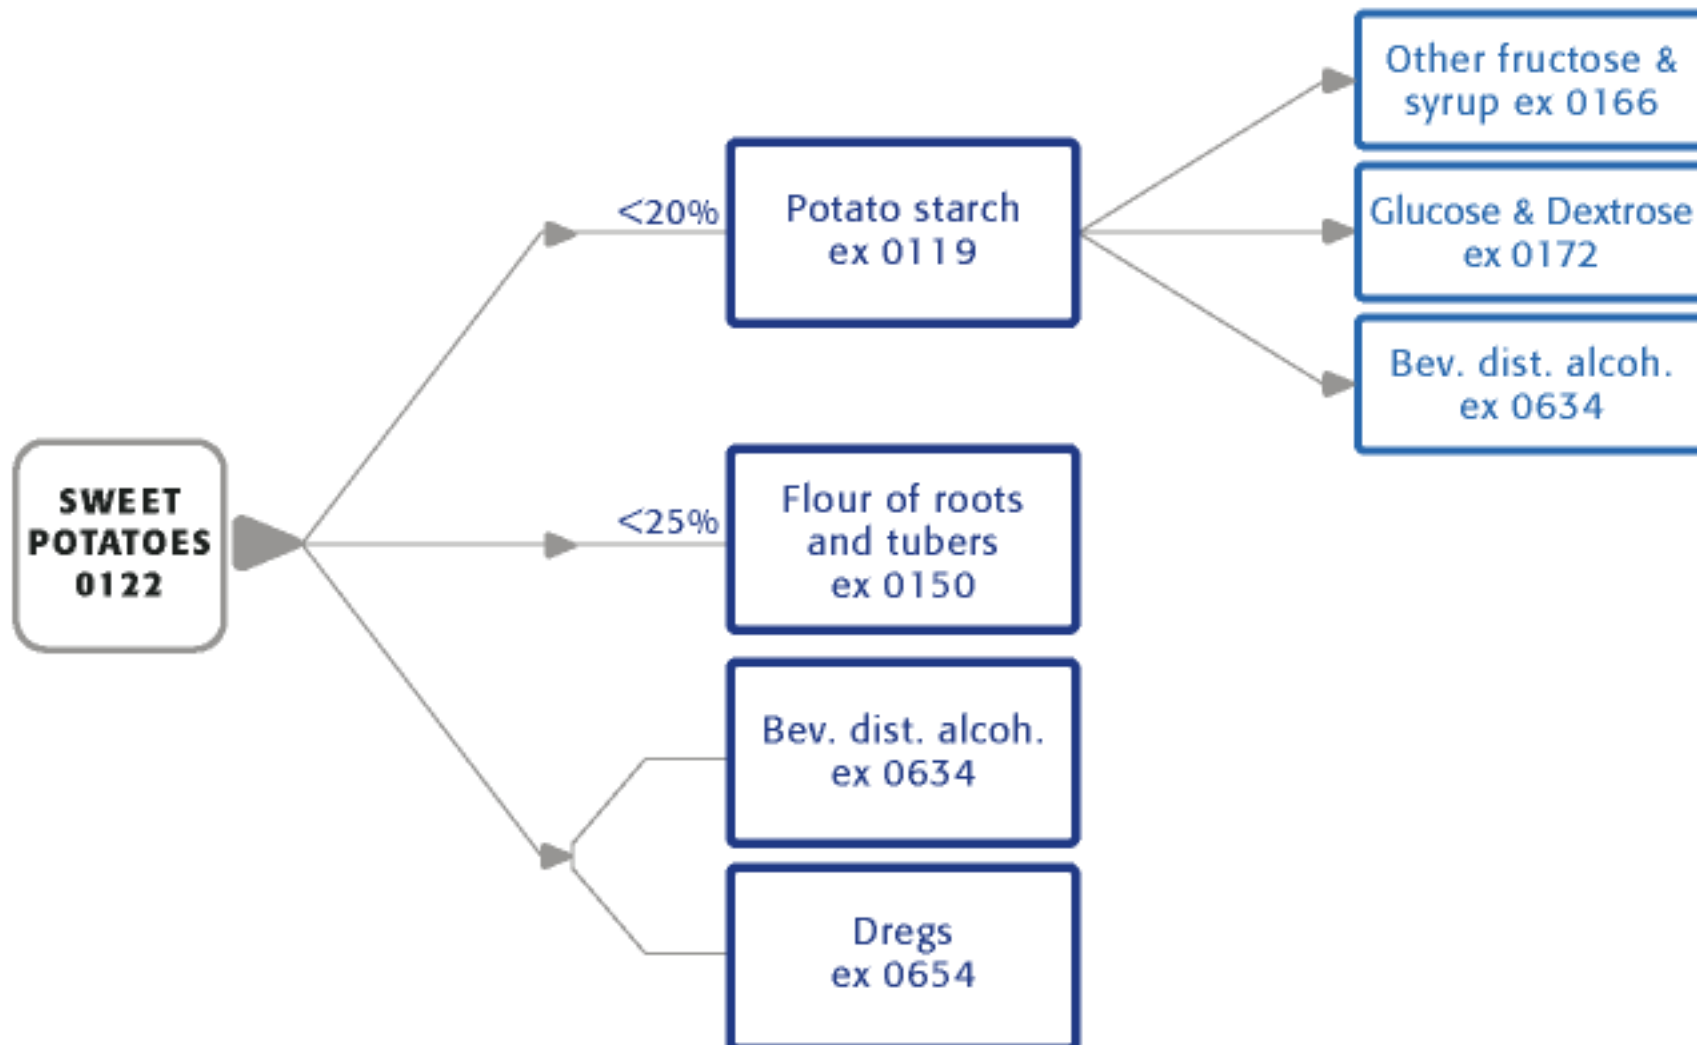 SWEET
POTATOES
0122
<20%
Potato starch
ex 0119
Other fructose &
syrup ex 0166
Glucose & Dextrose
ex 0172
Bev. dist. alcoh.
ex 0634
<25%
Flour of roots
and tubers
ex 0150
Bev. dist. alcoh.
ex 0634
Dregs
ex 0654